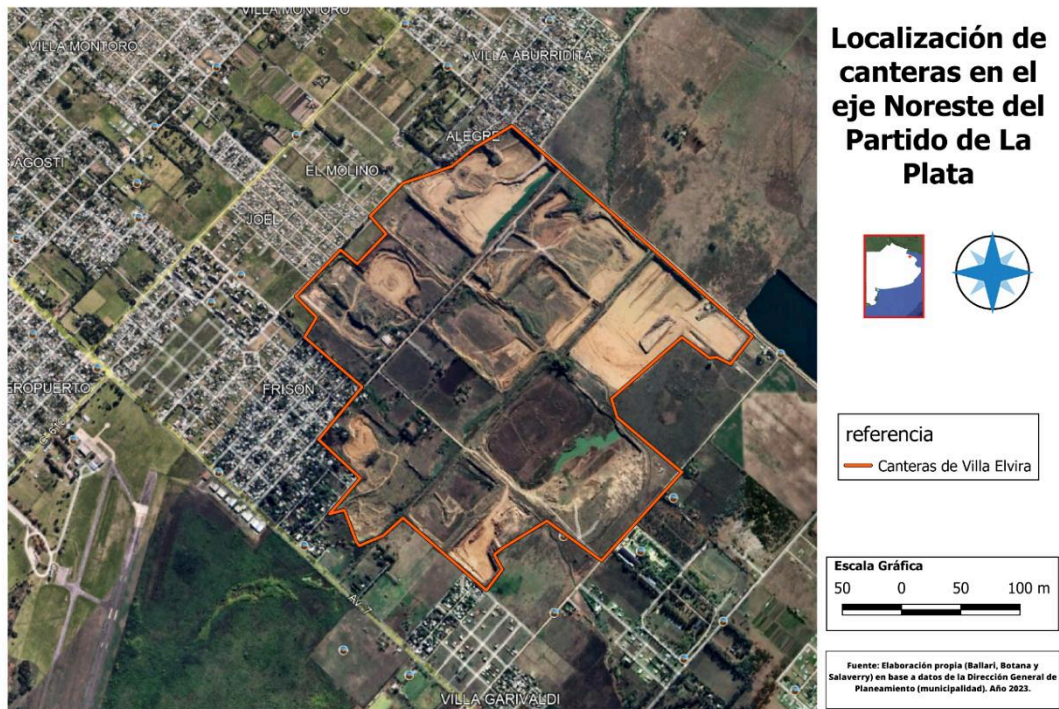 VILLA MONTORO
VILLA MONTORO
VILLA ABURRIDITA
ALEGRE
AGOSTI
EL MOLINO
JOEL
FRISON
EROPUERTO
AV. 7
VILLA GARIVALDI
Localización de
canteras en el
eje Noreste del
Partido de La
Plata
referencia
Canteras de Villa Elvira
Escala Gráfica
50 0 50 100 m
Fuente: Elaboración propia (Ballari, Botana y
Salaverry) en base a datos de la Dirección General de
Planeamiento (municipalidad). Año 2023.